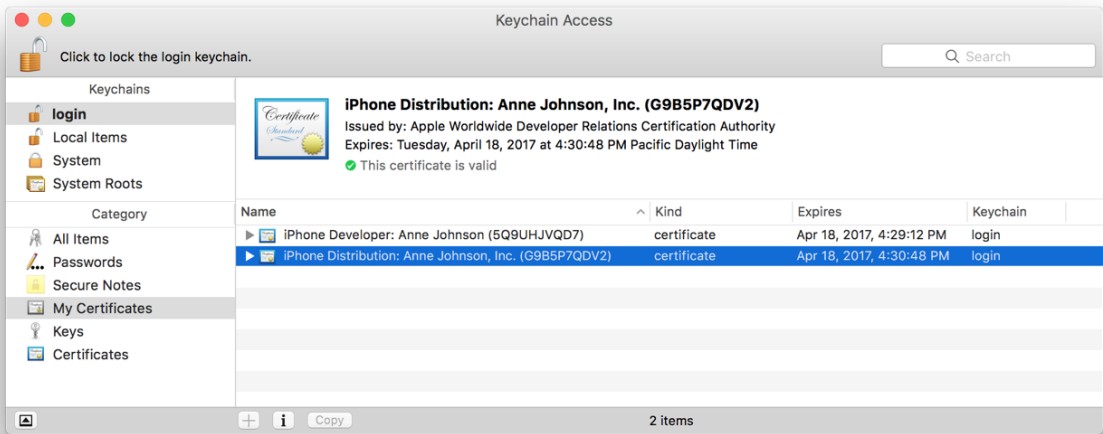 Keychain Access
Click to lock the login keychain.
Search
Keychains
login
Local Items
System
System Roots
Category
All Items
Passwords
Secure Notes
My Certificates
Keys
Certificates
Certificate
Standard
iPhone Distribution: Anne Johnson, Inc. (G9B5P7QDV2)
Issued by: Apple Worldwide Developer Relations Certification Authority
Expires: Tuesday, April 18, 2017 at 4:30:48 PM Pacific Daylight Time
This certificate is valid
Name Kind Expires Keychain
iPhone Developer: Anne Johnson (5Q9UHJVQD7) certificate Apr 18, 2017, 4:29:12 PM login
iPhone Distribution: Anne Johnson, Inc. (G9B5P7QDV2) certificate Apr 18, 2017, 4:30:48 PM login
Copy
2 items